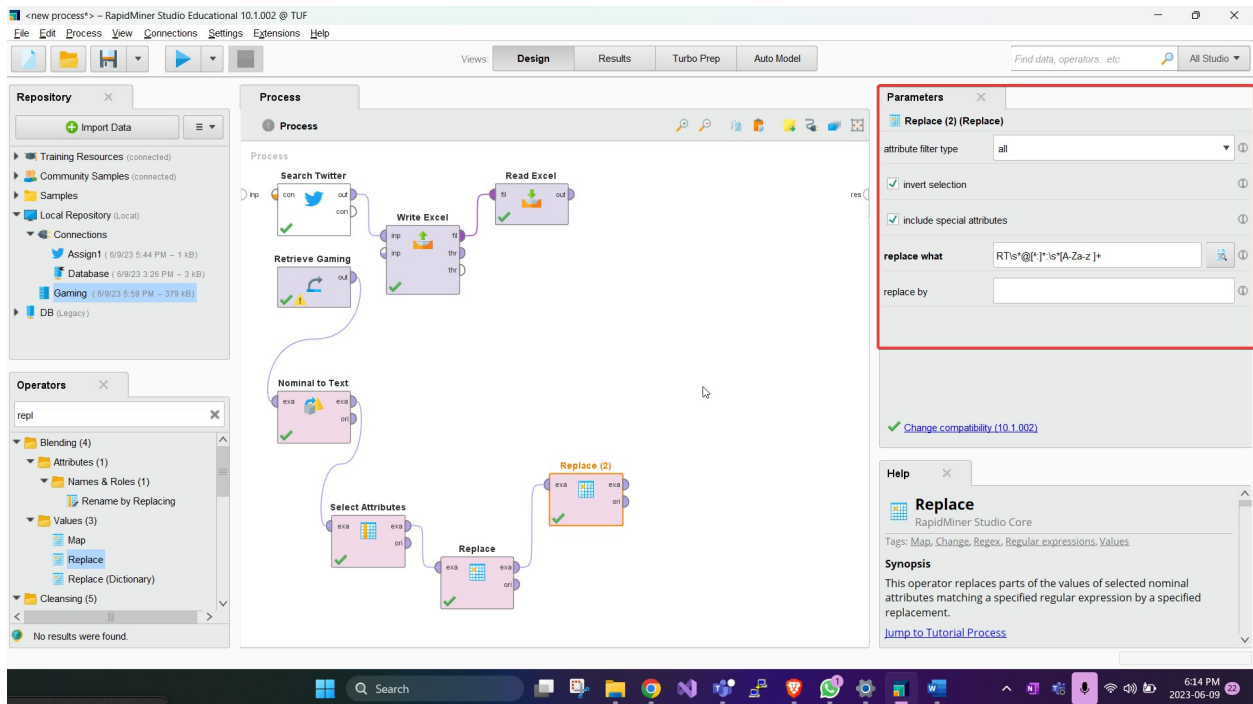 <new process*> – RapidMiner Studio Educational 10.1.002 @ TUF
File Edit Process View Connections Settings Extensions Help
Views: Design Results Turbo Prep Auto Model
Find data, operators...etc
All Studio
Repository
Import Data
Training Resources (connected)
Community Samples (connected)
Samples
Local Repository (Local)
Connections
Assign1 ( 6/9/23 5:44 PM – 1 kB)
Database ( 6/9/23 3:26 PM – 3 kB)
Gaming ( 6/9/23 5:59 PM – 379 kB)
DB (Legacy)
Operators
repl
Blending (4)
Attributes (1)
Names & Roles (1)
Rename by Replacing
Values (3)
Map
Replace
Replace (Dictionary)
Cleansing (5)
No results were found.
Process
Process
Process
inp
res
Search Twitter
con out
con
Write Excel
inp fil
inp thr
thr
Read Excel
fil out
Retrieve Gaming
out
Nominal to Text
exa exa
ori
Select Attributes
exa exa
ori
Replace
exa exa
ori
Replace (2)
exa exa
ori
Parameters
Replace (2) (Replace)
attribute filter type all
invert selection
include special attributes
replace what RT\s*@[^:]*:\s*[A-Za-z ]+
replace by
Change compatibility (10.1.002)
Help
Replace
RapidMiner Studio Core
Tags: Map, Change, Regex, Regular expressions, Values
Synopsis
This operator replaces parts of the values of selected nominal
attributes matching a specified regular expression by a specified
replacement.
Jump to Tutorial Process
Search
1
6:14 PM
2023-06-09
22